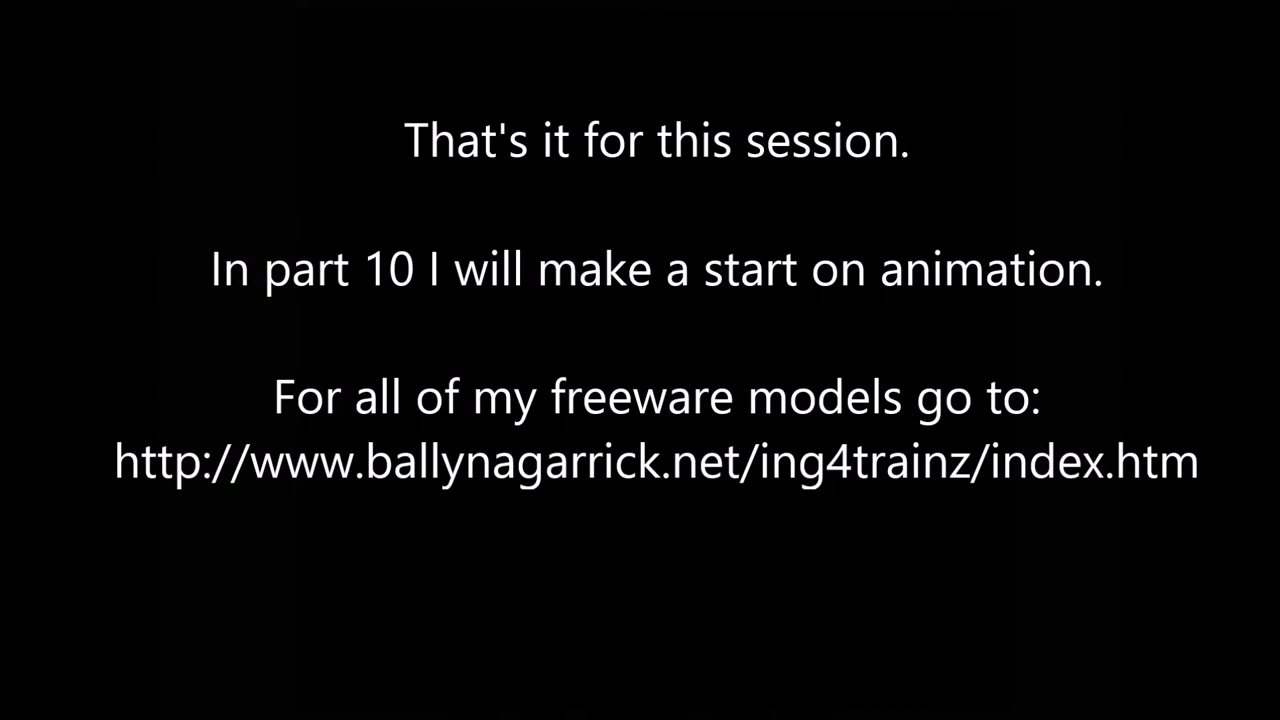 That's it for this session.
In part 10 I will make a start on animation.
For all of my freeware models go to:
http://www.ballynagarrick.net/ing4trainz/index.htm